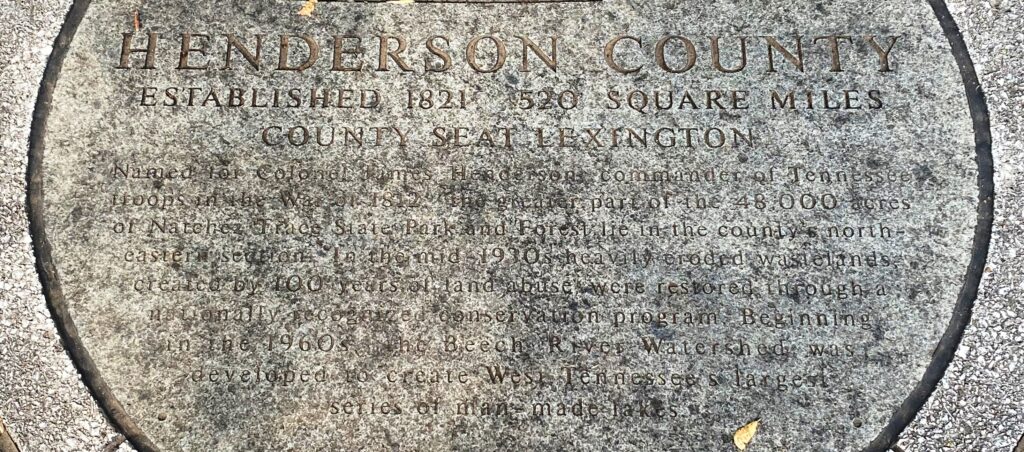 HENDERSON COUNTY
ESTABLISHED 1821 520 SQUARE MILES
COUNTY SEAT LEXINGTON
Named for Colonel James Henderson, commander of Tennessee
troops in the War of 1812, the greater part of the 48,000 acres
of Natchez Trace State Park and Forest lie in the county's north-
eastern section. In the mid-1930s heavily eroded wastelands,
created by 100 years of land abuse, were restored through a
nationally recognized conservation program. Beginning
in the 1960s, the Beech River Watershed was
developed to create West Tennessee's largest
series of man-made lakes.